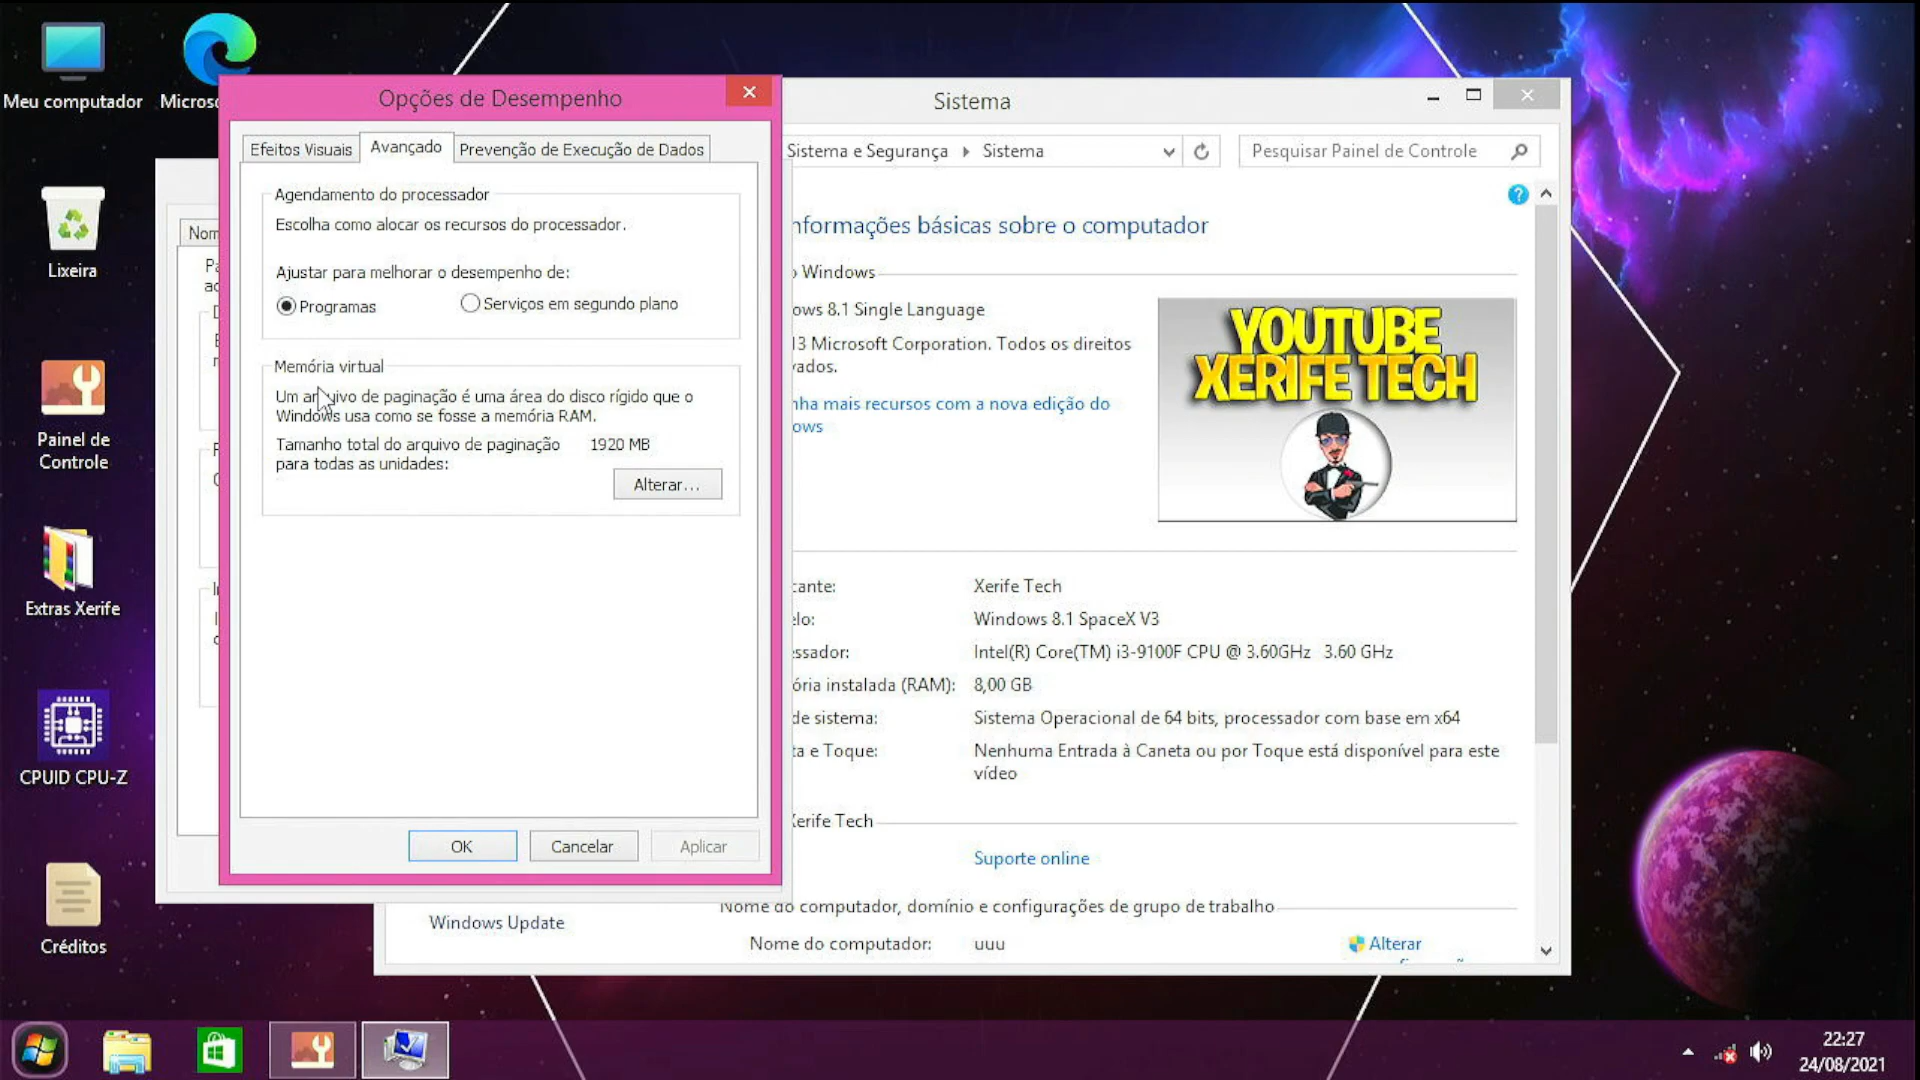 Meu computador
Lixeira
Painel de
Controle
Extras Xerife
CPUID CPU-Z
Créditos
Opções de Desempenho
Efeitos Visuais
Avançado
Prevenção de Execução de Dados
Agendamento do processador
Escolha como alocar os recursos do processador.
Ajustar para melhorar o desempenho de:
Programas
Serviços em segundo plano
Memória virtual
Um arquivo de paginação é uma área do disco rígido que o
Windows usa como se fosse a memória RAM.
Tamanho total do arquivo de paginação 1920 MB
para todas as unidades:
Alterar...
OK
Cancelar
Aplicar
Sistema
Sistema e Segurança
Sistema
Pesquisar Painel de Controle
nformações básicas sobre o computador
Windows
ows 8.1 Single Language
13 Microsoft Corporation. Todos os direitos
vados.
nha mais recursos com a nova edição do
ows
YOUTUBE
XERIFE TECH
cante: Xerife Tech
elo: Windows 8.1 SpaceX V3
ssador: Intel(R) Core(TM) i3-9100F CPU @ 3.60GHz 3.60 GHz
ória instalada (RAM): 8,00 GB
de sistema: Sistema Operacional de 64 bits, processador com base em x64
ta e Toque: Nenhuma Entrada à Caneta ou por Toque está disponível para este
vídeo
Xerife Tech
Suporte online
Nome do computador, domínio e configurações de grupo de trabalho
Windows Update
Nome do computador: uuu
Alterar
22:27
24/08/2021